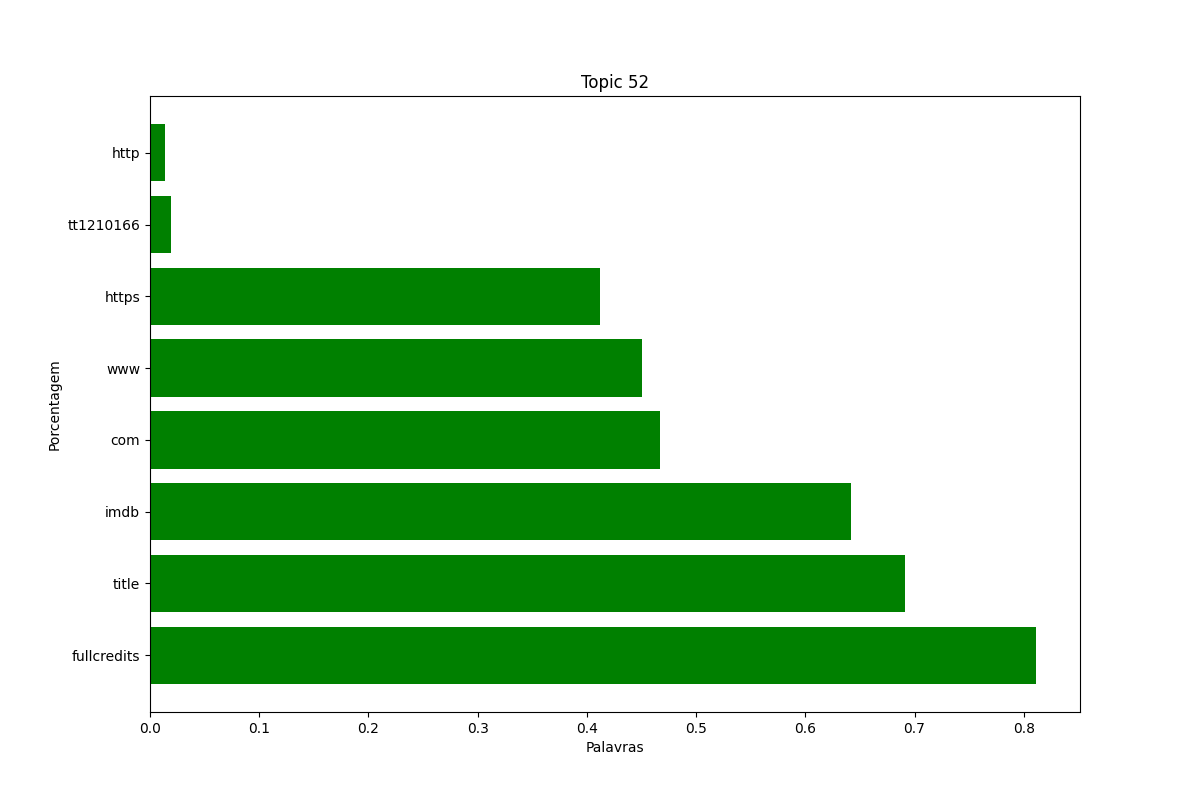 Topic 52
http
tt1210166
https
www
com
imdb
title
fullcredits
Porcentagem
0.0 0.1 0.2 0.3 0.4 0.5 0.6 0.7 0.8
Palavras